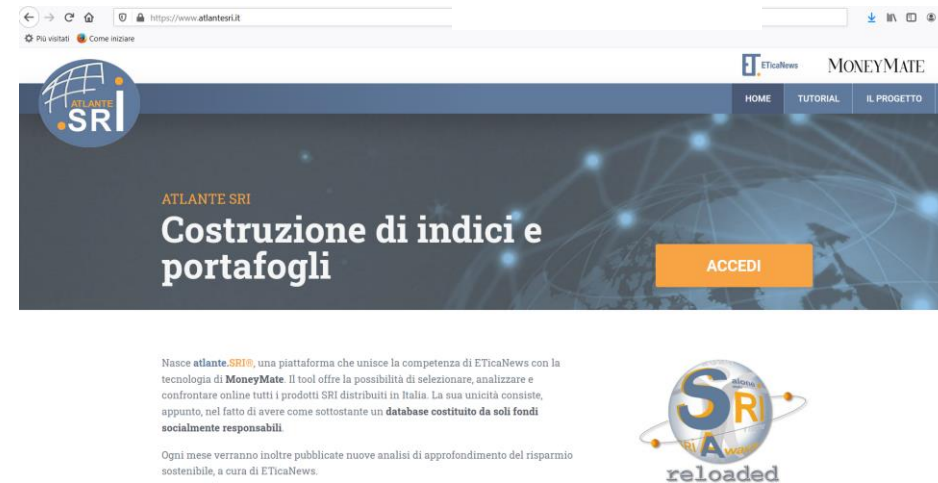 https://www.atlantesri.it
Più visitati Come iniziare
ETicaNews MONEYMATE
ATLANTE
.SRI
HOME TUTORIAL IL PROGETTO
ATLANTE SRI
Costruzione di indici e
portafogli
ACCEDI
Nasce atlante.SRI®, una piattaforma che unisce la competenza di ETicaNews con la
tecnologia di MoneyMate. Il tool offre la possibilità di selezionare, analizzare e
confrontare online tutti i prodotti SRI distribuiti in Italia. La sua unicità consiste,
appunto, nel fatto di avere come sottostante un database costituito da soli fondi
socialmente responsabili.
Ogni mese verranno inoltre pubblicate nuove analisi di approfondimento del risparmio
sostenibile, a cura di ETicaNews.
SRI
SRI Awa
reloaded